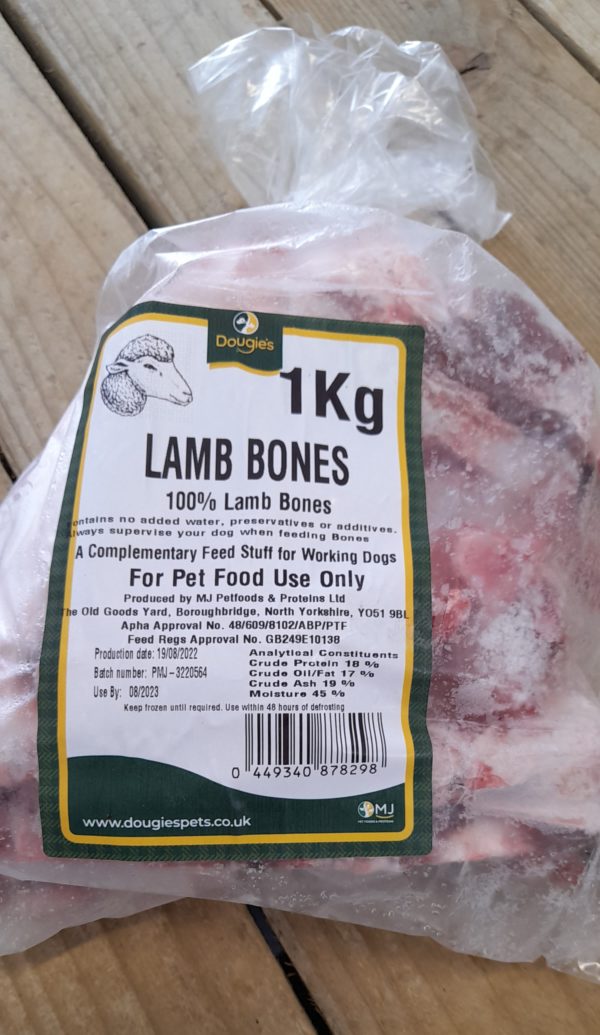 Dougie's
1Kg
LAMB BONES
100% Lamb Bones
ontains no added water, preservatives or additives.
lways supervise your dog when feeding Bones
A Complementary Feed Stuff for Working Dogs
For Pet Food Use Only
Produced by MJ Petfoods & Proteins Ltd
The Old Goods Yard, Boroughbridge, North Yorkshire, YO51 9BL
Apha Approval No. 48/609/8102/ABP/PTF
Feed Regs Approval No. GB249E10138
Production date: 19/08/2022
Batch number: PMJ-3220564
Use By: 08/2023
Analytical Constituents
Crude Protein 18 %
Crude Oil/Fat 17 %
Crude Ash 19 %
Moisture 45 %
Keep frozen until required. Use within 48 hours of defrosting
0 449340 878298
www.dougiespets.co.uk
MJ
PET FOODS & PROTEINS